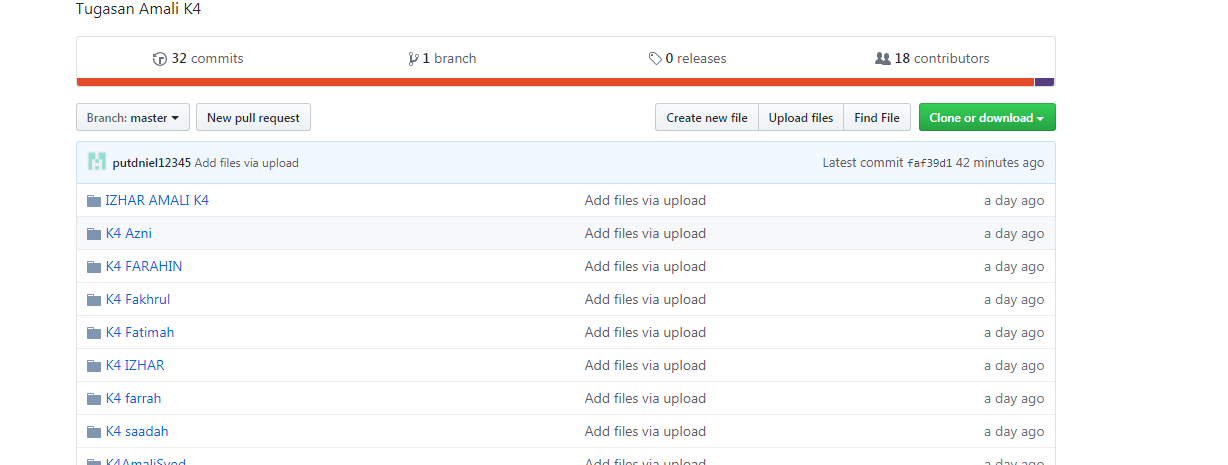 Tugasan Amali K4
32 commits 1 branch 0 releases 18 contributors
Branch: master New pull request Create new file Upload files Find File Clone or download
putdniel12345 Add files via upload Latest commit faf39d1 42 minutes ago
IZHAR AMALI K4 Add files via upload a day ago
K4 Azni Add files via upload a day ago
K4 FARAHIN Add files via upload a day ago
K4 Fakhrul Add files via upload a day ago
K4 Fatimah Add files via upload a day ago
K4 IZHAR Add files via upload a day ago
K4 farrah Add files via upload a day ago
K4 saadah Add files via upload a day ago
K4AmaliSyed Add files via upload a day ago